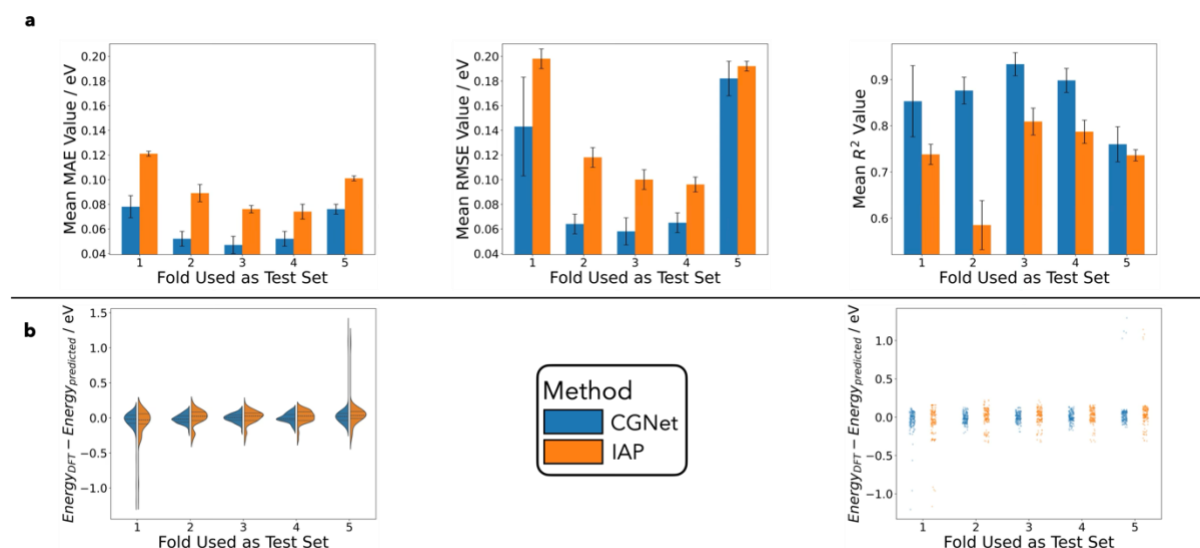 a
Mean MAE Value / eV
0.20
0.18
0.16
0.14
0.12
0.10
0.08
0.06
0.04
1 2 3 4 5
Fold Used as Test Set
Mean RMSE Value / eV
0.20
0.18
0.16
0.14
0.12
0.10
0.08
0.06
0.04
1 2 3 4 5
Fold Used as Test Set
Mean R² Value
0.9
0.8
0.7
0.6
1 2 3 4 5
Fold Used as Test Set
b
Energy_DFT − Energy_predicted / eV
1.5
1.0
0.5
0.0
−0.5
−1.0
1 2 3 4 5
Fold Used as Test Set
Method
CGNet
IAP
Energy_DFT − Energy_predicted / eV
1.0
0.5
0.0
−0.5
−1.0
1 2 3 4 5
Fold Used as Test Set